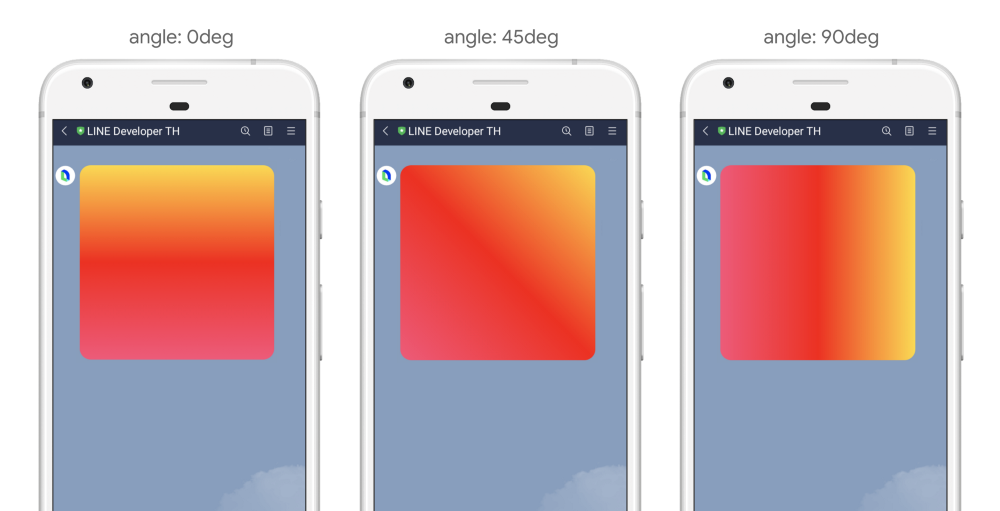 angle: 0deg
angle: 45deg
angle: 90deg
LINE Developer TH
LINE Developer TH
LINE Developer TH